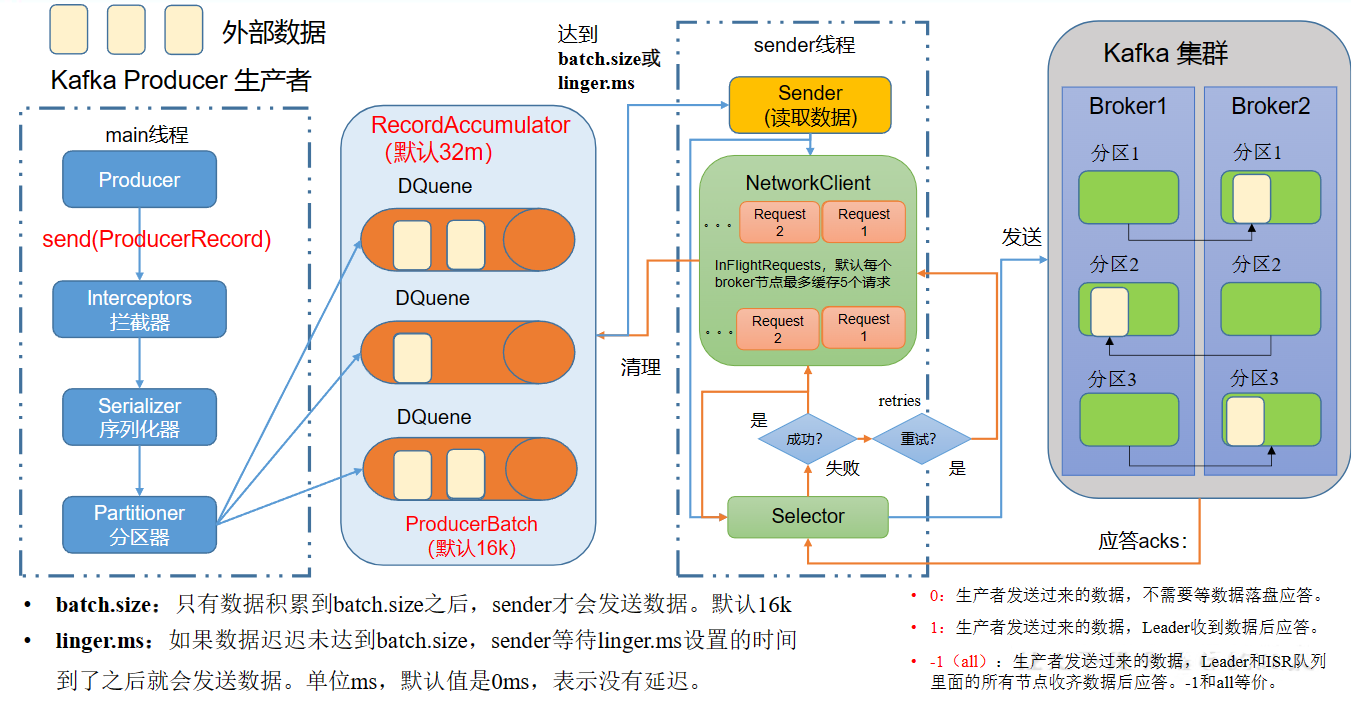 外部数据
Kafka Producer 生产者
main线程
Producer
send(ProducerRecord)
Interceptors
拦截器
Serializer
序列化器
Partitioner
分区器
RecordAccumulator
（默认32m）
DQuene
DQuene
DQuene
ProducerBatch
(默认16k)
达到
batch.size或
linger.ms
清理
sender线程
Sender
(读取数据)
NetworkClient
Request
2
Request
1
InFlightRequests，默认每个
broker节点最多缓存5个请求
Request
2
Request
1
是
成功？
失败
retries
重试？
是
Selector
发送
Kafka 集群
Broker1
Broker2
分区1
分区1
分区2
分区2
分区3
分区3
应答acks：
• batch.size：只有数据积累到batch.size之后，sender才会发送数据。默认16k
• linger.ms：如果数据迟迟未达到batch.size，sender等待linger.ms设置的时间
到了之后就会发送数据。单位ms，默认值是0ms，表示没有延迟。
• 0：生产者发送过来的数据，不需要等数据落盘应答。
• 1：生产者发送过来的数据，Leader收到数据后应答。
• -1（all）：生产者发送过来的数据，Leader和ISR队列
里面的所有节点收齐数据后应答。-1和all等价。